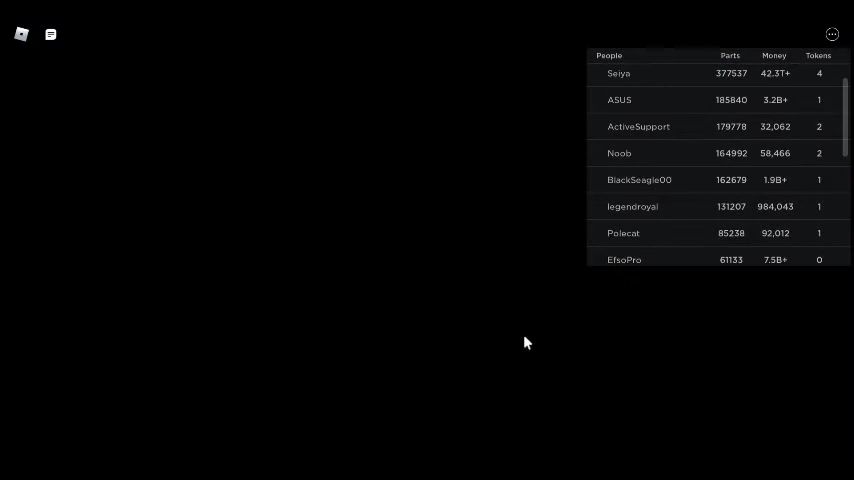 People Parts Money Tokens
Seiya 377537 42.3T+ 4
ASUS 185840 3.2B+ 1
ActiveSupport 179778 32,062 2
Noob 164992 58,466 2
BlackSeagle00 162679 1.9B+ 1
legendroyal 131207 984,043 1
Polecat 85238 92,012 1
EfsoPro 61133 7.5B+ 0